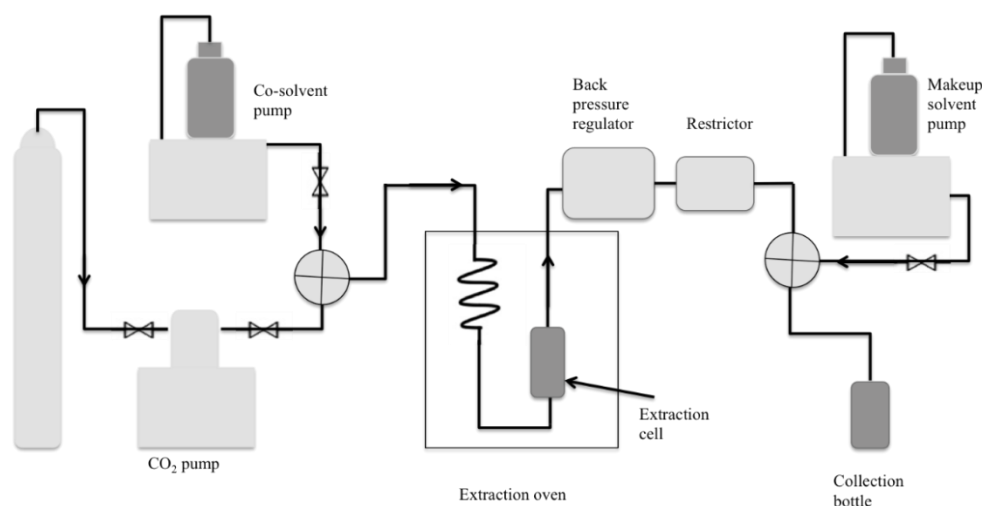 Co-solvent
pump
Back
pressure
regulator
Restrictor
Makeup
solvent
pump
Extraction
cell
CO₂ pump
Extraction oven
Collection
bottle